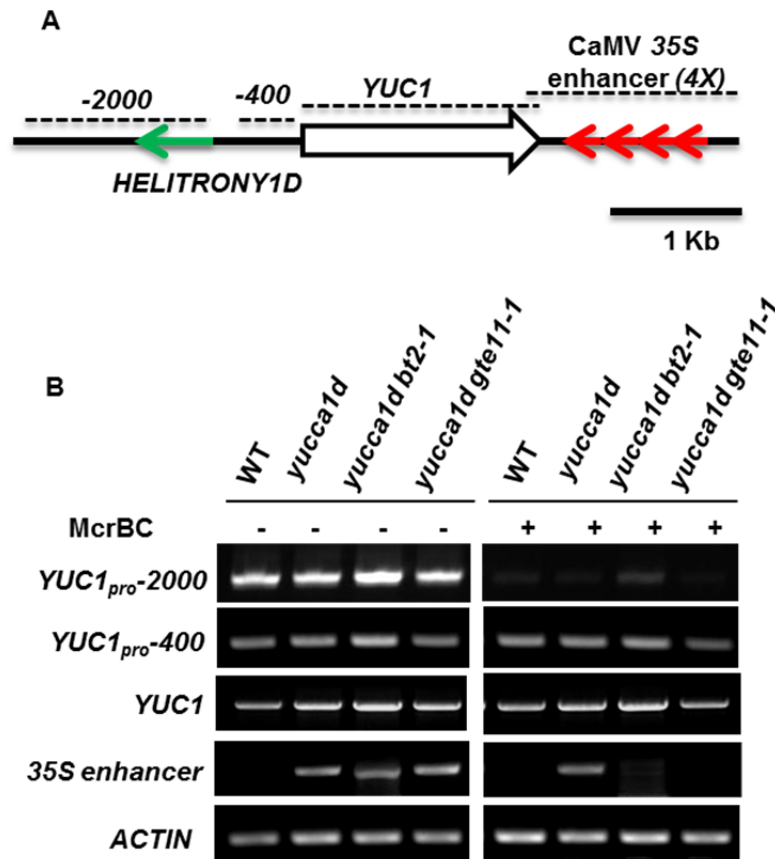 A
CaMV 35S
enhancer (4X)
-2000
-400
YUC1
HELITRONY1D
1 Kb
B
WT
yucca1d
yucca1d bt2-1
yucca1d gte11-1
WT
yucca1d
yucca1d bt2-1
yucca1d gte11-1
McrBC - - - - + + + +
YUC1pro-2000
YUC1pro-400
YUC1
35S enhancer
ACTIN